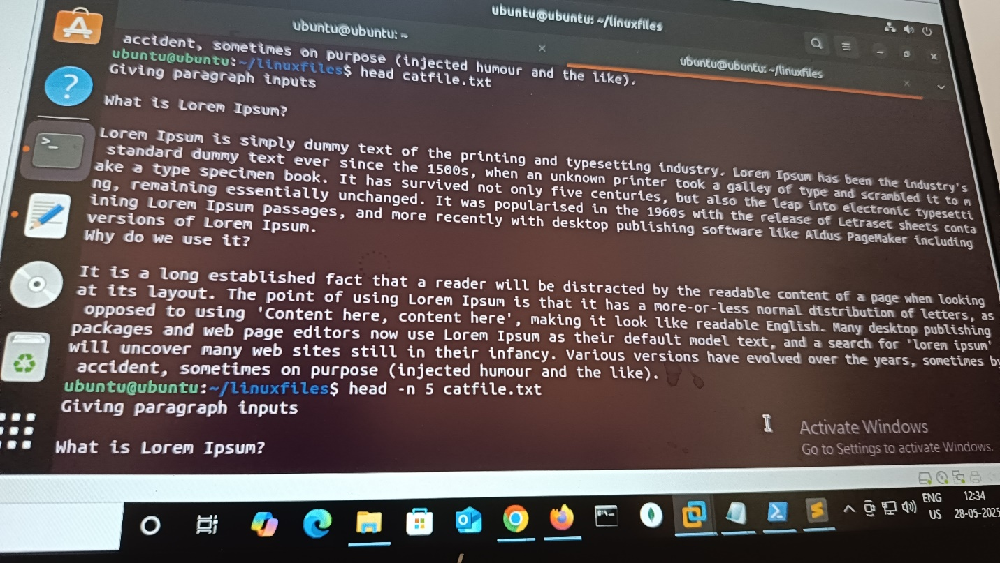 ubuntu@ubuntu: ~/linuxfiles
ubuntu@ubuntu: ~
ubuntu@ubuntu: ~/linuxfiles
accident, sometimes on purpose (injected humour and the like).
ubuntu@ubuntu:~/linuxfiles$ head catfile.txt
Giving paragraph inputs
What is Lorem Ipsum?
Lorem Ipsum is simply dummy text of the printing and typesetting industry. Lorem Ipsum has been the industry's
standard dummy text ever since the 1500s, when an unknown printer took a galley of type and scrambled it to m
ake a type specimen book. It has survived not only five centuries, but also the leap into electronic typesetti
ng, remaining essentially unchanged. It was popularised in the 1960s with the release of Letraset sheets conta
ining Lorem Ipsum passages, and more recently with desktop publishing software like Aldus PageMaker including
versions of Lorem Ipsum.
Why do we use it?
It is a long established fact that a reader will be distracted by the readable content of a page when looking
at its layout. The point of using Lorem Ipsum is that it has a more-or-less normal distribution of letters, as
opposed to using 'Content here, content here', making it look like readable English. Many desktop publishing
packages and web page editors now use Lorem Ipsum as their default model text, and a search for 'lorem ipsum'
will uncover many web sites still in their infancy. Various versions have evolved over the years, sometimes by
accident, sometimes on purpose (injected humour and the like).
ubuntu@ubuntu:~/linuxfiles$ head -n 5 catfile.txt
Giving paragraph inputs
What is Lorem Ipsum?
Activate Windows
Go to Settings to activate Windows.
ENG 12:34
US 28-05-2025